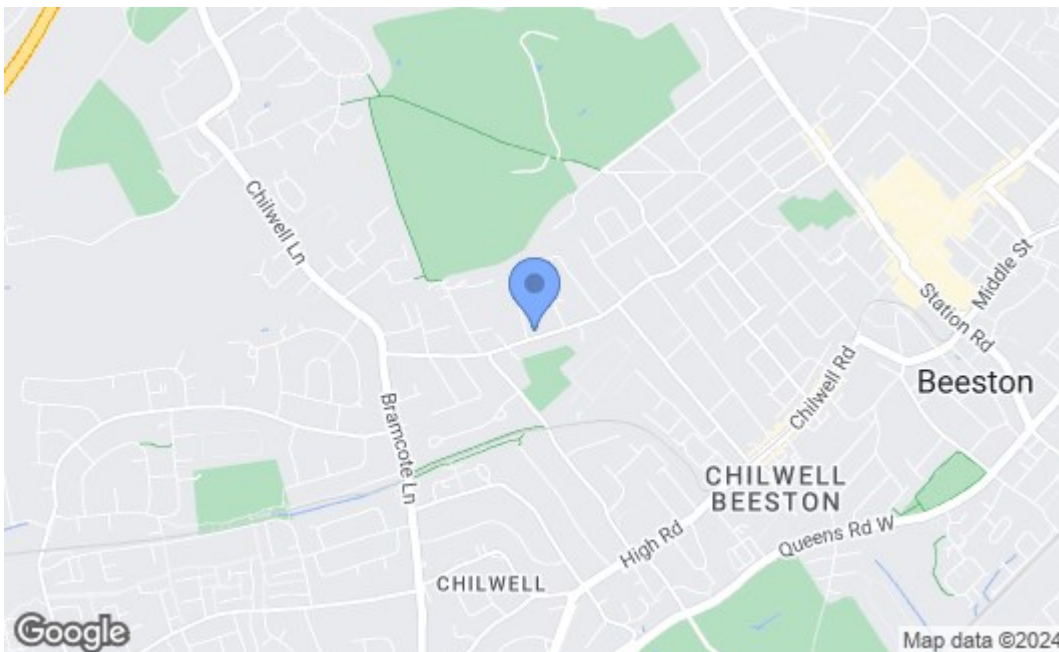 Chilwell Ln
Middle St
Station Rd
Beeston
Chilwell Rd
Bramcote Ln
CHILWELL
BEESTON
Queens Rd W
High Rd
CHILWELL
Google
Map data ©2024